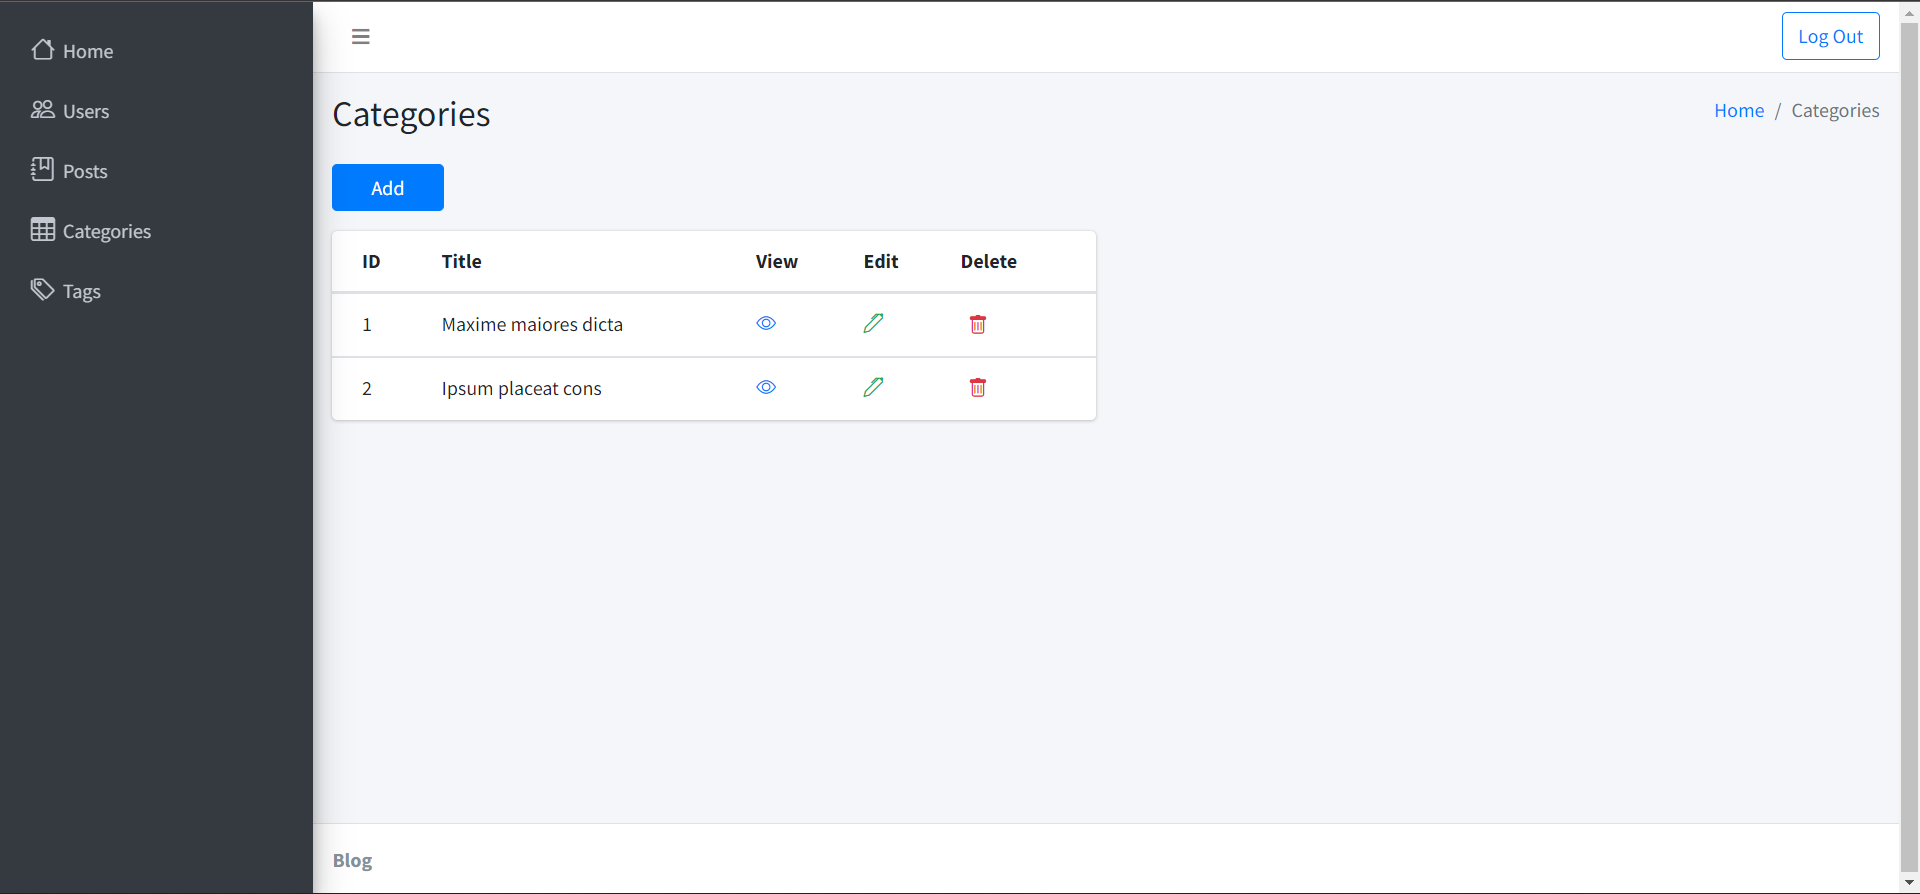 Home
Users
Posts
Categories
Tags
Log Out
Categories
Home / Categories
Add
ID Title View Edit Delete
1 Maxime maiores dicta
2 Ipsum placeat cons
Blog